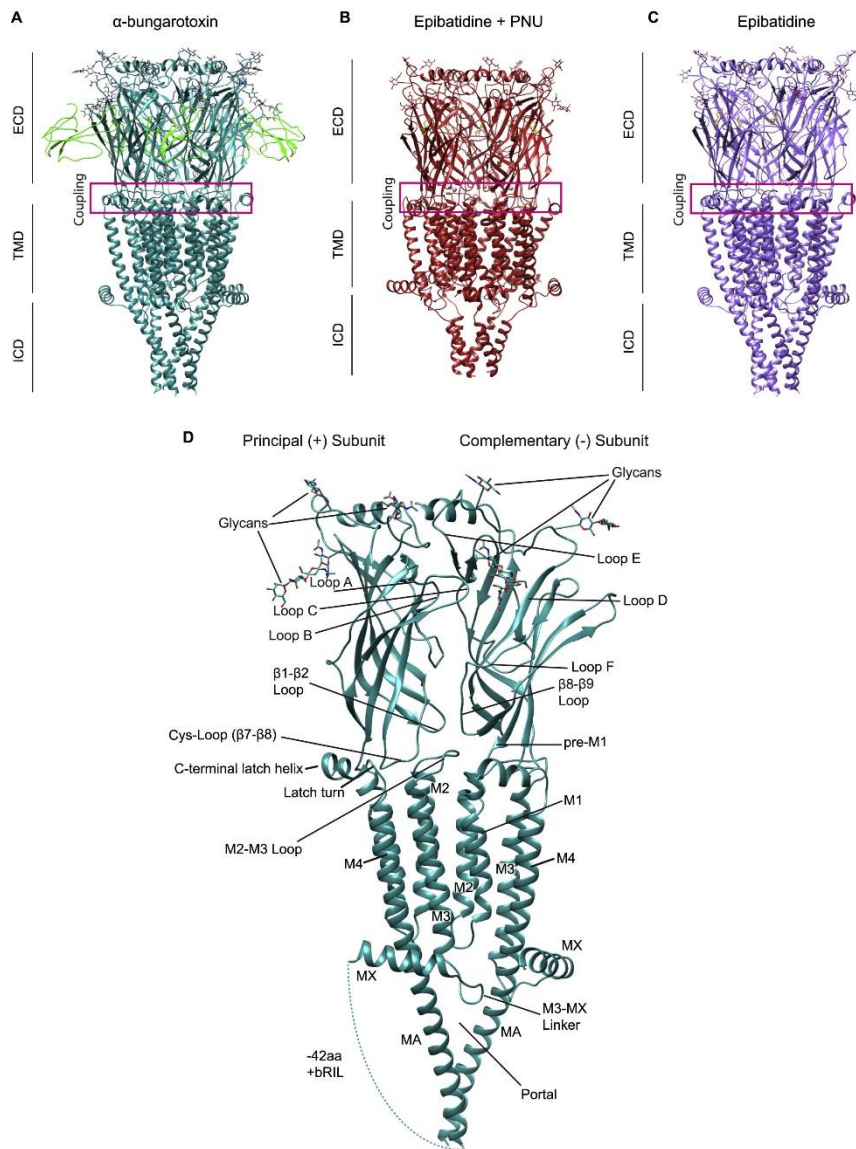 A
α-bungarotoxin
ECD
Coupling
TMD
ICD
B
Epibatidine + PNU
ECD
Coupling
TMD
ICD
C
Epibatidine
ECD
Coupling
TMD
ICD
D
Principal (+) Subunit
Complementary (-) Subunit
Glycans
Glycans
Loop E
Loop A
Loop C
Loop D
Loop B
Loop F
β1-β2
Loop
β8-β9
Loop
Cys-Loop (β7-β8)
pre-M1
C-terminal latch helix
Latch turn
M2
M1
M2-M3 Loop
M4
M3
M4
M2
M3
MX
MX
M3-MX
Linker
MA
MA
-42aa
+bRIL
Portal